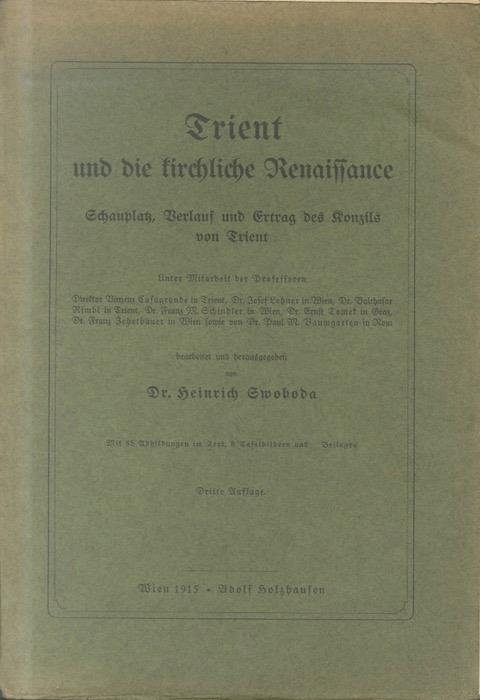 Trient
und die kirchliche Renaissance
Schauplatz, Verlauf und Ertrag des Konzils
von Trient
Unter Mitarbeit der Professoren
Direktor Vinzenz Casagrande in Trient, Dr. Josef Lehner in Wien, Dr. Balthasar
Rimbl in Trient, Dr. Franz M. Schindler in Wien, Dr. Ernst Tomek in Graz,
Dr. Franz Zehetbauer in Wien sowie von Dr. Paul M. Baumgarten in Rom
bearbeitet und herausgegeben
von
Dr. Heinrich Swoboda
Mit 85 Abbildungen im Text, 8 Tafelbildern und Beilagen
Dritte Auflage.
Wien 1915 • Adolf Holzhausen